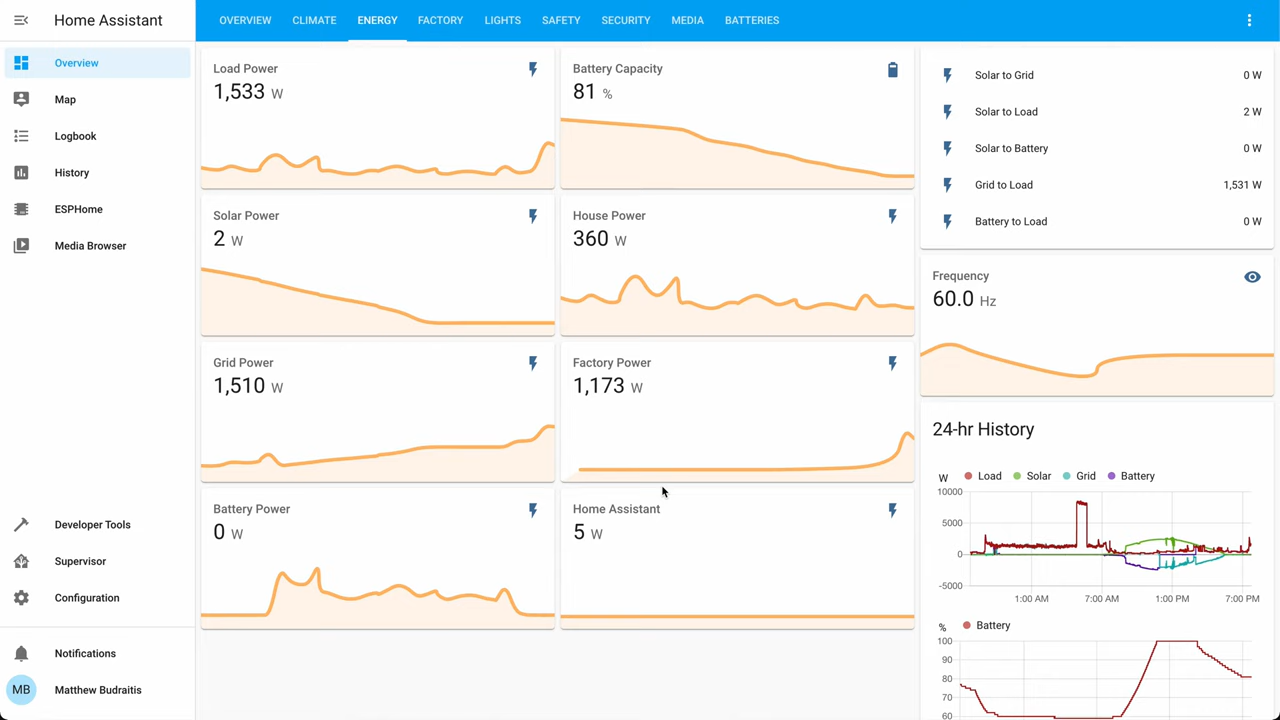 Home Assistant
OVERVIEW CLIMATE ENERGY FACTORY LIGHTS SAFETY SECURITY MEDIA BATTERIES
Overview
Map
Logbook
History
ESPHome
Media Browser
Developer Tools
Supervisor
Configuration
Notifications
MB Matthew Budraitis
Load Power
1,533 W
Solar Power
2 W
Grid Power
1,510 W
Battery Power
0 W
Battery Capacity
81 %
House Power
360 W
Factory Power
1,173 W
Home Assistant
5 W
Solar to Grid 0 W
Solar to Load 2 W
Solar to Battery 0 W
Grid to Load 1,531 W
Battery to Load 0 W
Frequency
60.0 Hz
24-hr History
W Load Solar Grid Battery
10000
5000
0
-5000
1:00 AM 7:00 AM 1:00 PM 7:00 PM
% Battery
100
90
80
70
60